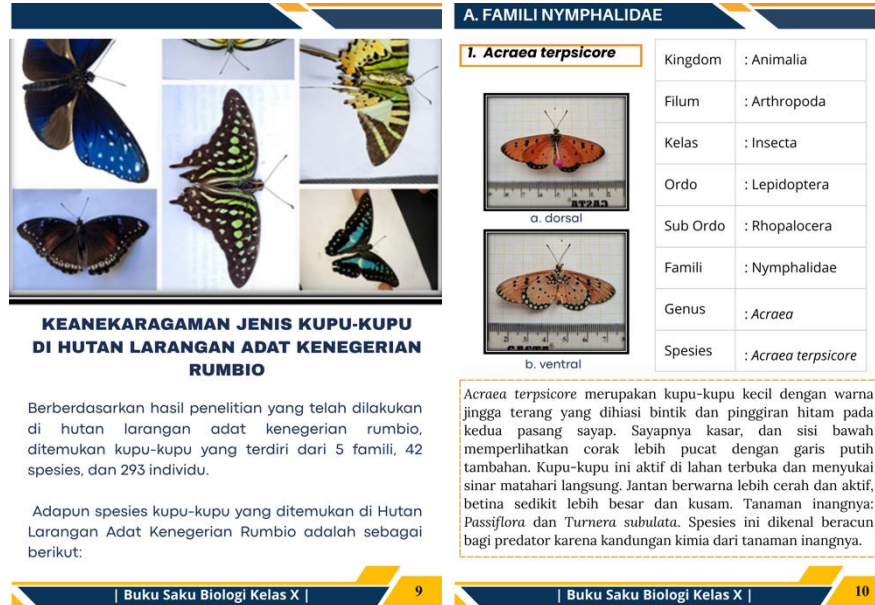 KEANEKARAGAMAN JENIS KUPU-KUPU
DI HUTAN LARANGAN ADAT KENEGERIAN
RUMBIO
Berberdasarkan hasil penelitian yang telah dilakukan
di hutan larangan adat kenegerian rumbio,
ditemukan kupu-kupu yang terdiri dari 5 famili, 42
spesies, dan 293 individu.
Adapun spesies kupu-kupu yang ditemukan di Hutan
Larangan Adat Kenegerian Rumbio adalah sebagai
berikut:
| Buku Saku Biologi Kelas X |
9
A. FAMILI NYMPHALIDAE
1. Acraea terpsicore
a. dorsal
b. ventral
Kingdom : Animalia
Filum : Arthropoda
Kelas : Insecta
Ordo : Lepidoptera
Sub Ordo : Rhopalocera
Famili : Nymphalidae
Genus : Acraea
Spesies : Acraea terpsicore
Acraea terpsicore merupakan kupu-kupu kecil dengan warna
jingga terang yang dihiasi bintik dan pinggiran hitam pada
kedua pasang sayap. Sayapnya kasar, dan sisi bawah
memperlihatkan corak lebih pucat dengan garis putih
tambahan. Kupu-kupu ini aktif di lahan terbuka dan menyukai
sinar matahari langsung. Jantan berwarna lebih cerah dan aktif,
betina sedikit lebih besar dan kusam. Tanaman inangnya:
Passiflora dan Turnera subulata. Spesies ini dikenal beracun
bagi predator karena kandungan kimia dari tanaman inangnya.
| Buku Saku Biologi Kelas X |
10